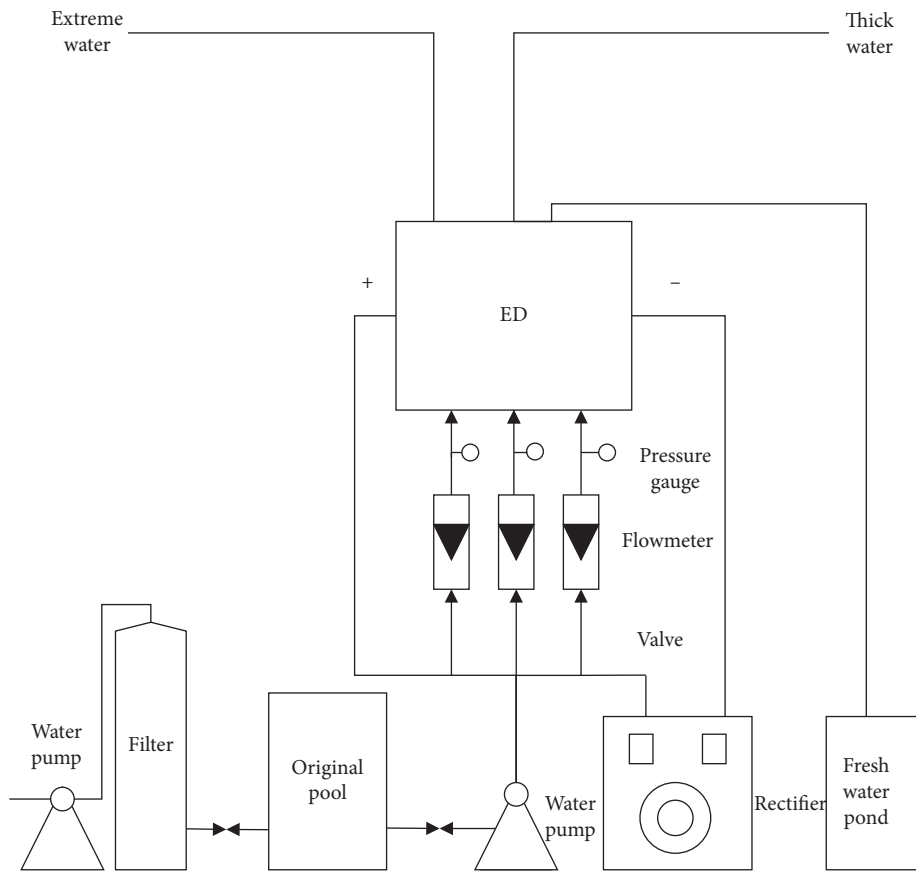 Extreme
water
Thick
water
+
−
ED
Pressure
gauge
Flowmeter
Valve
Water
pump
Filter
Original
pool
Water
pump
Rectifier
Fresh
water
pond